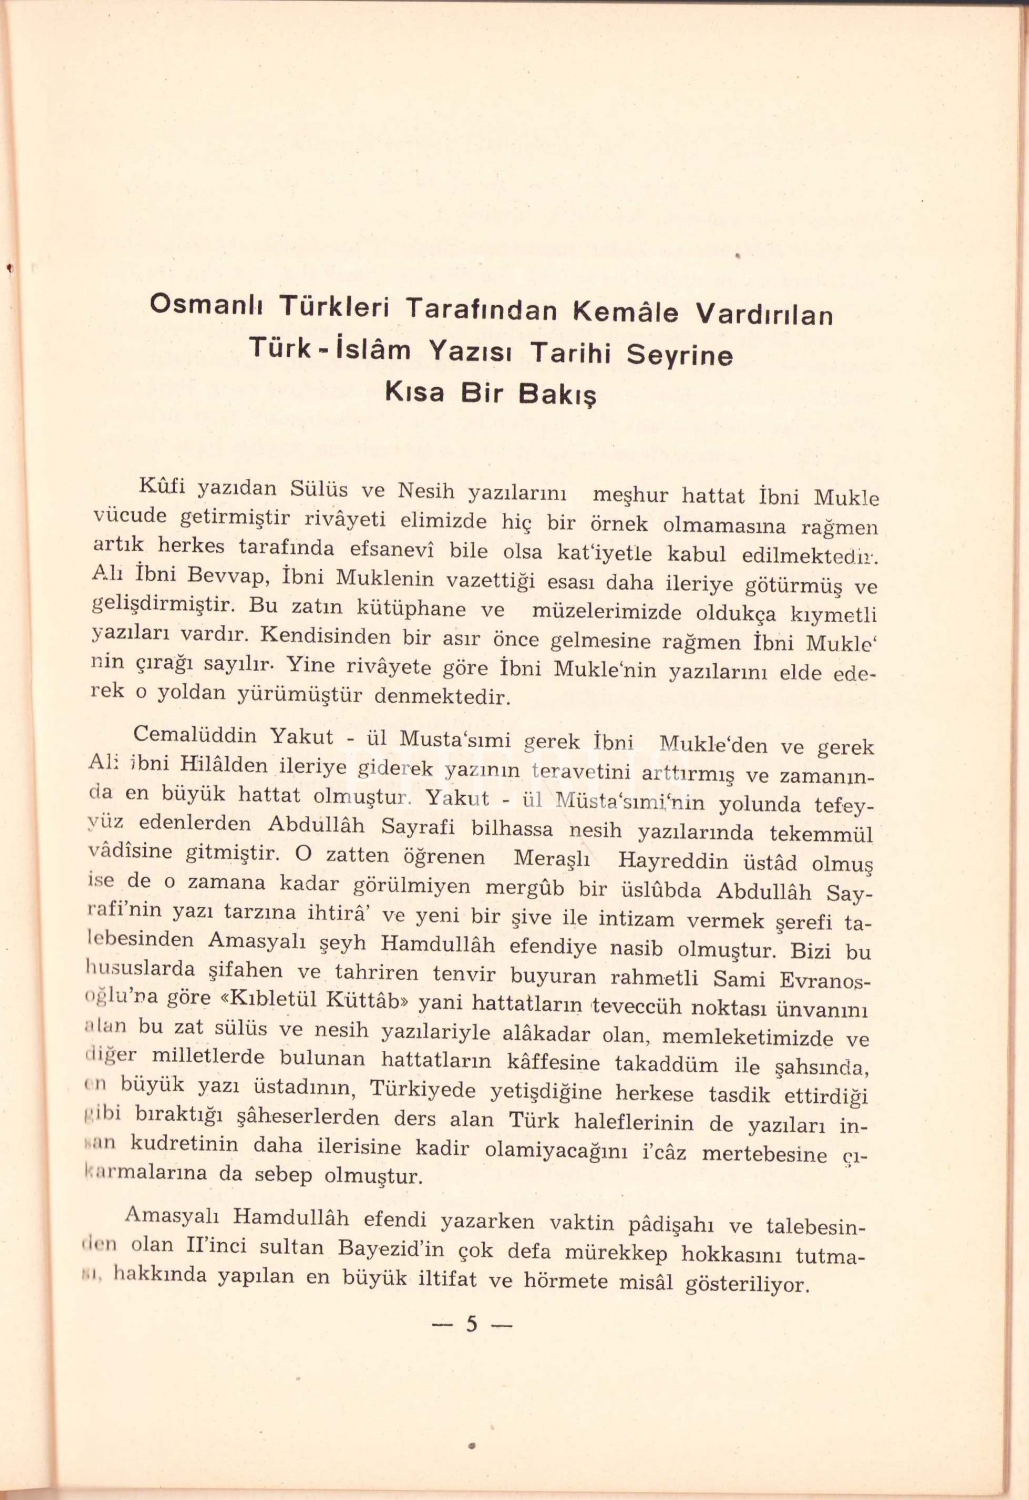 Osmanlı Türkleri Tarafından Kemâle Vardırılan
Türk - İslâm Yazısı Tarihi Seyrine
Kısa Bir Bakış
Kûfi yazıdan Sülüs ve Nesih yazılarını meşhur hattat İbni Mukle
vücude getirmiştir rivâyeti elimizde hiç bir örnek olmamasına rağmen
artık herkes tarafında efsanevî bile olsa kat‘iyetle kabul edilmektedir.
Ali İbni Bevvap, İbni Muklenin vazettiği esası daha ileriye götürmüş ve
gelişdirmiştir. Bu zatın kütüphane ve müzelerimizde oldukça kıymetli
yazıları vardır. Kendisinden bir asır önce gelmesine rağmen İbni Mukle‘
nin çırağı sayılır. Yine rivâyete göre İbni Mukle‘nin yazılarını elde ede-
rek o yoldan yürümüştür denmektedir.
Cemalüddin Yakut - ül Musta‘sımi gerek İbni Mukle‘den ve gerek
Ali ibni Hilâlden ileriye giderek yazının teravetini arttırmış ve zamanın-
da en büyük hattat olmuştur. Yakut - ül Müsta‘sımi‘nin yolunda tefey-
yüz edenlerden Abdullâh Sayrafi bilhassa nesih yazılarında tekemmül
vâdîsine gitmiştir. O zatten öğrenen Meraşlı Hayreddin üstâd olmuş
ise de o zamana kadar görülmiyen mergûb bir üslûbda Abdullâh Say-
rafi’nin yazı tarzına ihtirâ’ ve yeni bir şive ile intizam vermek şerefi ta-
lebesinden Amasyalı şeyh Hamdullâh efendiye nasib olmuştur. Bizi bu
hususlarda şifahen ve tahriren tenvir buyuran rahmetli Sami Evranos-
oğlu’na göre «Kıbletül Küttâb» yani hattatların teveccüh noktası ünvanını
alan bu zat sülüs ve nesih yazılariyle alâkadar olan, memleketimizde ve
diğer milletlerde bulunan hattatların kâffesine takaddüm ile şahsında,
en büyük yazı üstadının, Türkiyede yetişdiğine herkese tasdik ettirdiği
gibi bıraktığı şâheserlerden ders alan Türk haleflerinin de yazıları in-
san kudretinin daha ilerisine kadir olamiyacağını i’câz mertebesine çı-
karmalarına da sebep olmuştur.
Amasyalı Hamdullâh efendi yazarken vaktin pâdişahı ve talebesin-
den olan II’inci sultan Bayezid’in çok defa mürekkep hokkasını tutma-
sı, hakkında yapılan en büyük iltifat ve hörmete misâl gösteriliyor.
— 5 —